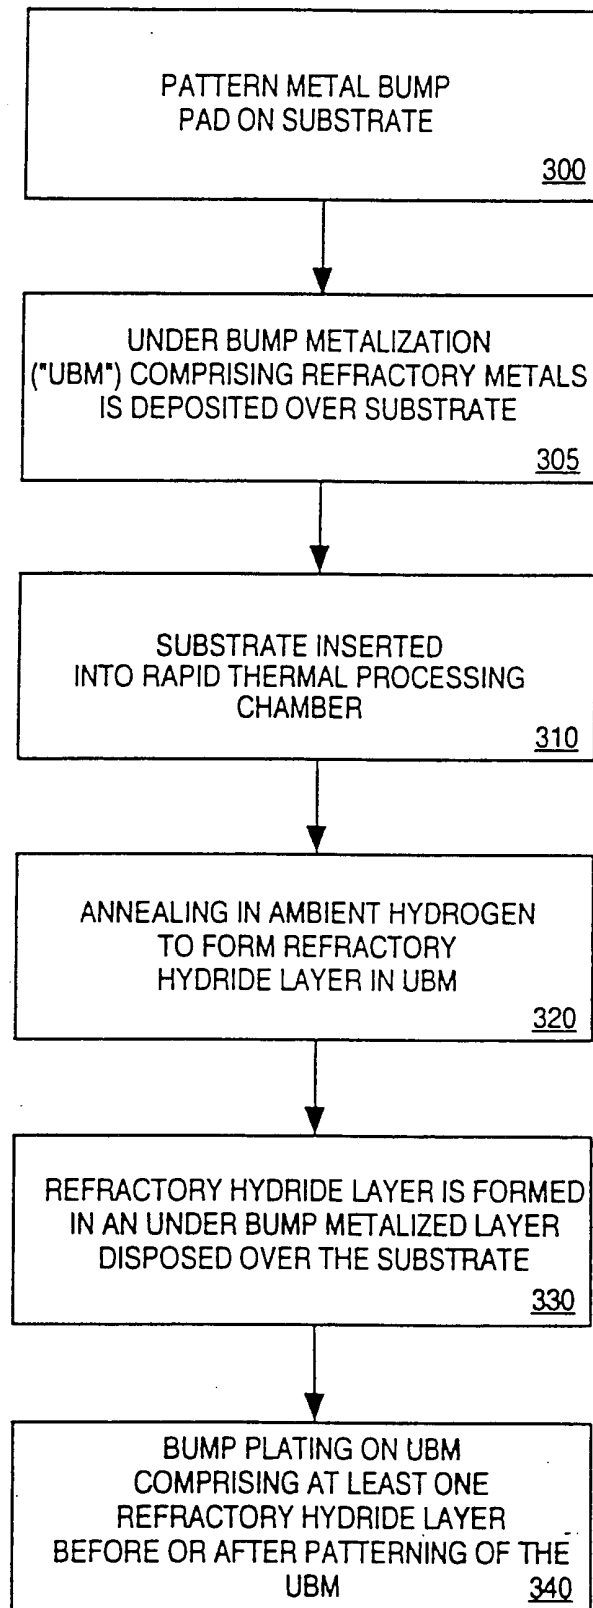 PATTERN METAL BUMP
PAD ON SUBSTRATE
300
UNDER BUMP METALIZATION
("UBM") COMPRISING REFRACTORY METALS
IS DEPOSITED OVER SUBSTRATE
305
SUBSTRATE INSERTED
INTO RAPID THERMAL PROCESSING
CHAMBER
310
ANNEALING IN AMBIENT HYDROGEN
TO FORM REFRACTORY
HYDRIDE LAYER IN UBM
320
REFRACTORY HYDRIDE LAYER IS FORMED
IN AN UNDER BUMP METALIZED LAYER
DISPOSED OVER THE SUBSTRATE
330
BUMP PLATING ON UBM
COMPRISING AT LEAST ONE
REFRACTORY HYDRIDE LAYER
BEFORE OR AFTER PATTERNING OF THE
UBM 340